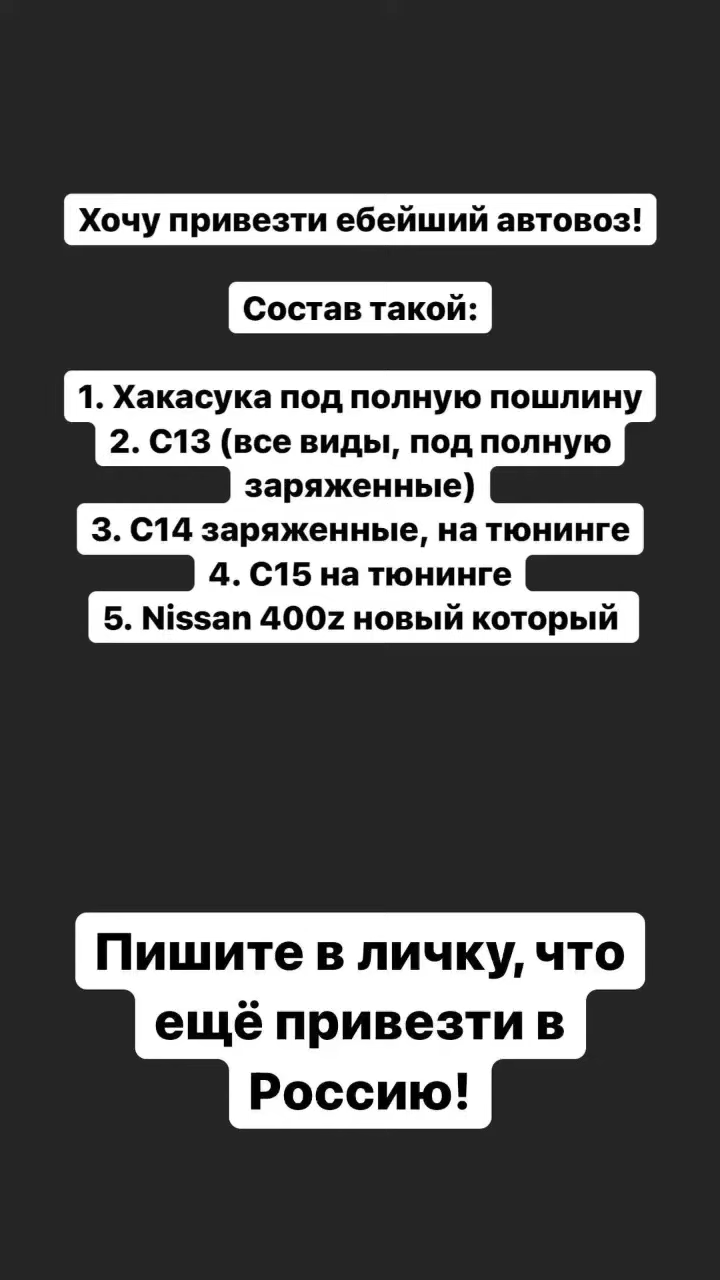 Хочу привезти ебейший автовоз!
Состав такой:
1. Хакасука под полную пошлину
2. С13 (все виды, под полную
заряженные)
3. С14 заряженные, на тюнинге
4. С15 на тюнинге
5. Nissan 400z новый который
Пишите в личку, что
ещё привезти в
Россию!